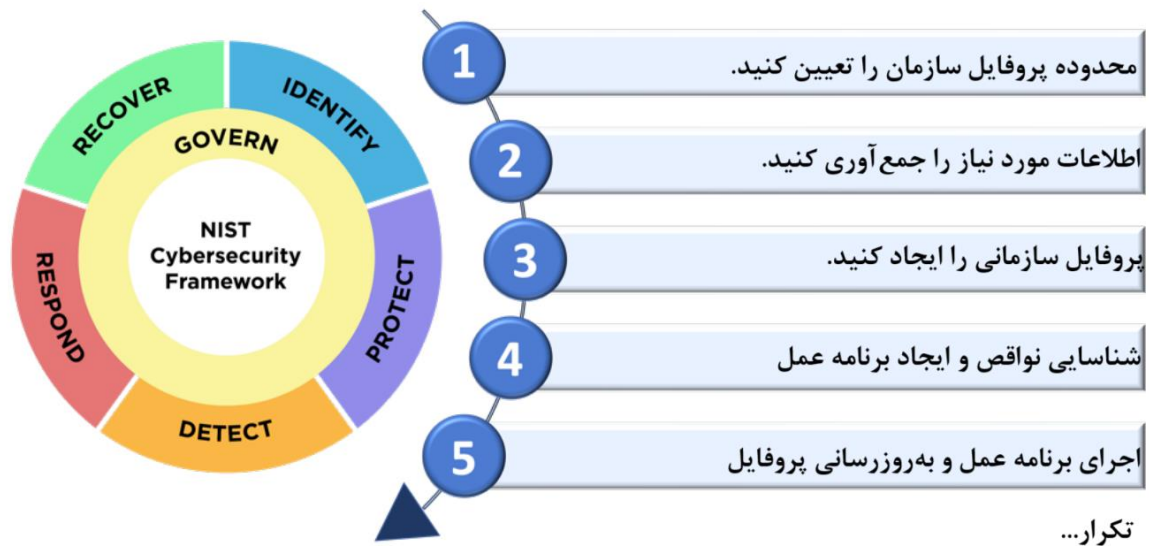 RECOVER
IDENTIFY
GOVERN
NIST
Cybersecurity
Framework
RESPOND
PROTECT
DETECT
1
محدوده پروفایل سازمان را تعیین کنید.
2
اطلاعات مورد نیاز را جمع‌آوری کنید.
3
پروفایل سازمانی را ایجاد کنید.
4
شناسایی نواقص و ایجاد برنامه عمل
5
اجرای برنامه عمل و به‌روزرسانی پروفایل
تکرار...